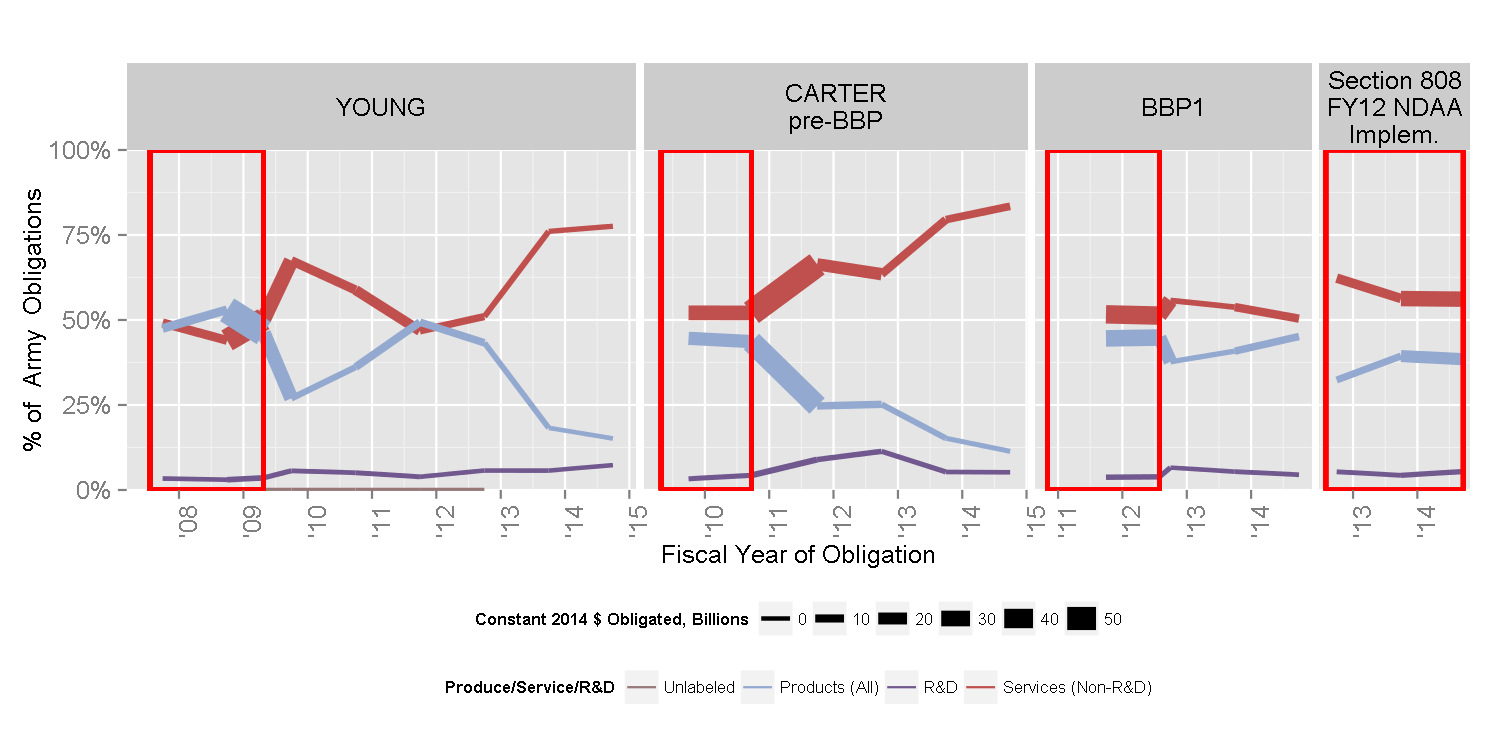 YOUNG
CARTER
pre-BBP
BBP1
Section 808
FY12 NDAA
Implem.
% of Army Obligations
100%
75%
50%
25%
0%
'08 '09 '10 '11 '12 '13 '14 '15
'10 '11 '12 '13 '14 '15
'11 '12 '13 '14
'13 '14
Fiscal Year of Obligation
Constant 2014 $ Obligated, Billions 0 10 20 30 40 50
Produce/Service/R&D Unlabeled Products (All) R&D Services (Non-R&D)